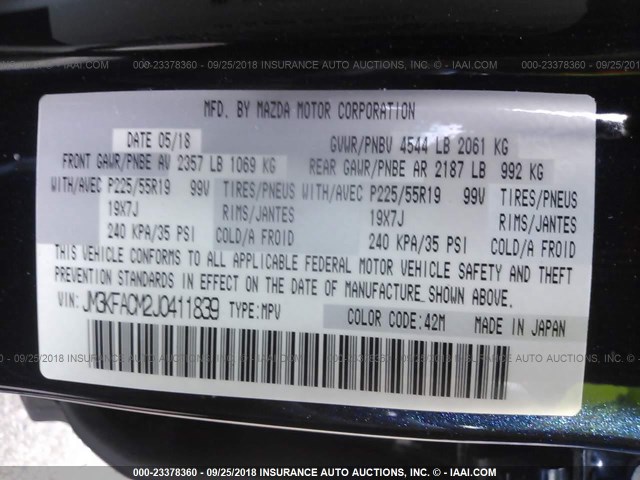 000-23378360 - 09/25/2018 INSURANCE AUTO AUCTIONS, INC. - © IAAI.COM
MFD. BY MAZDA MOTOR CORPORATION
DATE 05/18 GVWR/PNBV 4544 LB 2061 KG
FRONT GAWR/PNBE AV 2357 LB 1069 KG REAR GAWR/PNBE AR 2187 LB 992 KG
WITH/AVEC P225/55R19 99V TIRES/PNEUS WITH/AVEC P225/55R19 99V TIRES/PNEUS
19X7J RIMS/JANTES 19X7J RIMS/JANTES
240 KPA/35 PSI COLD/A FROID 240 KPA/35 PSI COLD/A FROID
THIS VEHICLE CONFORMS TO ALL APPLICABLE FEDERAL MOTOR VEHICLE SAFETY AND THEFT
PREVENTION STANDARDS IN EFFECT ON THE DATE OF MANUFACTURE SHOWN ABOVE.
VIN: JM3KFACM2J0411839 TYPE:MPV COLOR CODE:42M MADE IN JAPAN
000-23378360 - 09/25/2018 INSURANCE AUTO AUCTIONS, INC. - © IAAI.COM